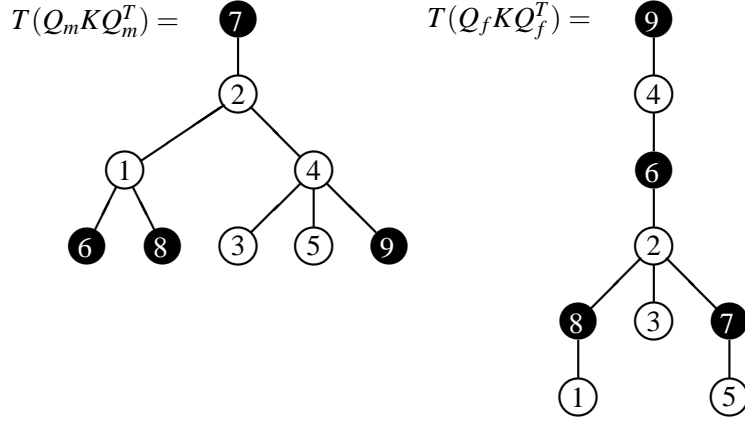 T(Q_m K Q_m^T) = 7 T(Q_f K Q_f^T) = 9
2 4
1 4 6
6 8 3 5 9 2
8 3 7
1 5